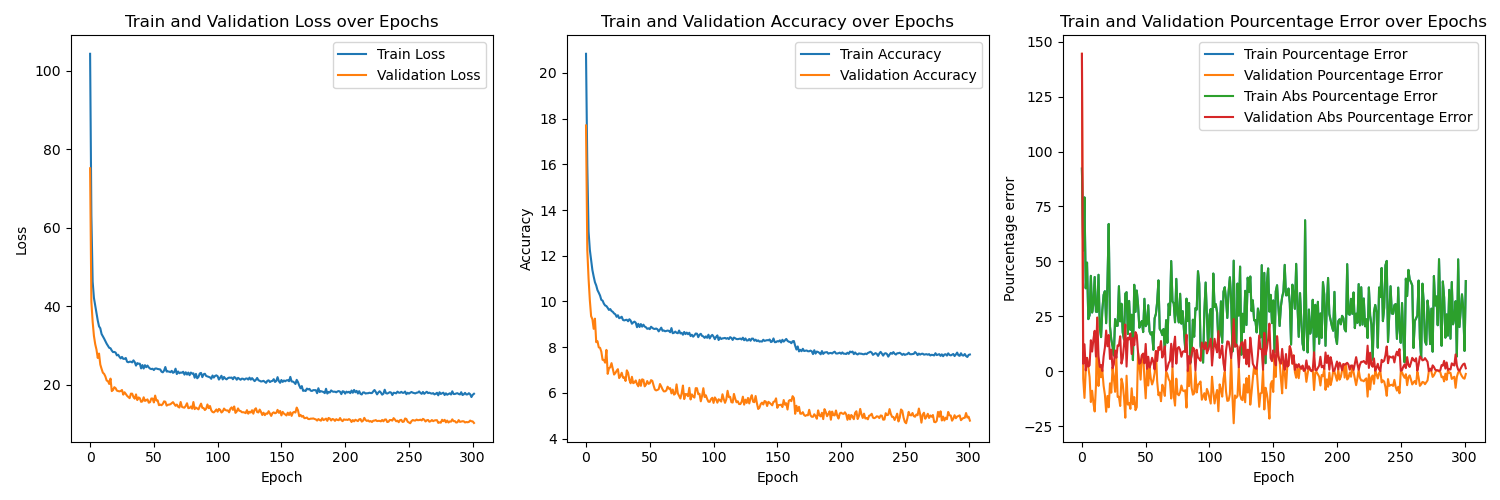 Train and Validation Loss over Epochs
Train Loss
Validation Loss
100
80
60
40
20
0
50
100
150
200
250
300
Loss
Epoch
Train and Validation Accuracy over Epochs
Train Accuracy
Validation Accuracy
20
18
16
14
12
10
8
6
4
0
50
100
150
200
250
300
Accuracy
Epoch
Train and Validation Pourcentage Error over Epochs
Train Pourcentage Error
Validation Pourcentage Error
Train Abs Pourcentage Error
Validation Abs Pourcentage Error
150
125
100
75
50
25
0
−25
0
50
100
150
200
250
300
Pourcentage error
Epoch